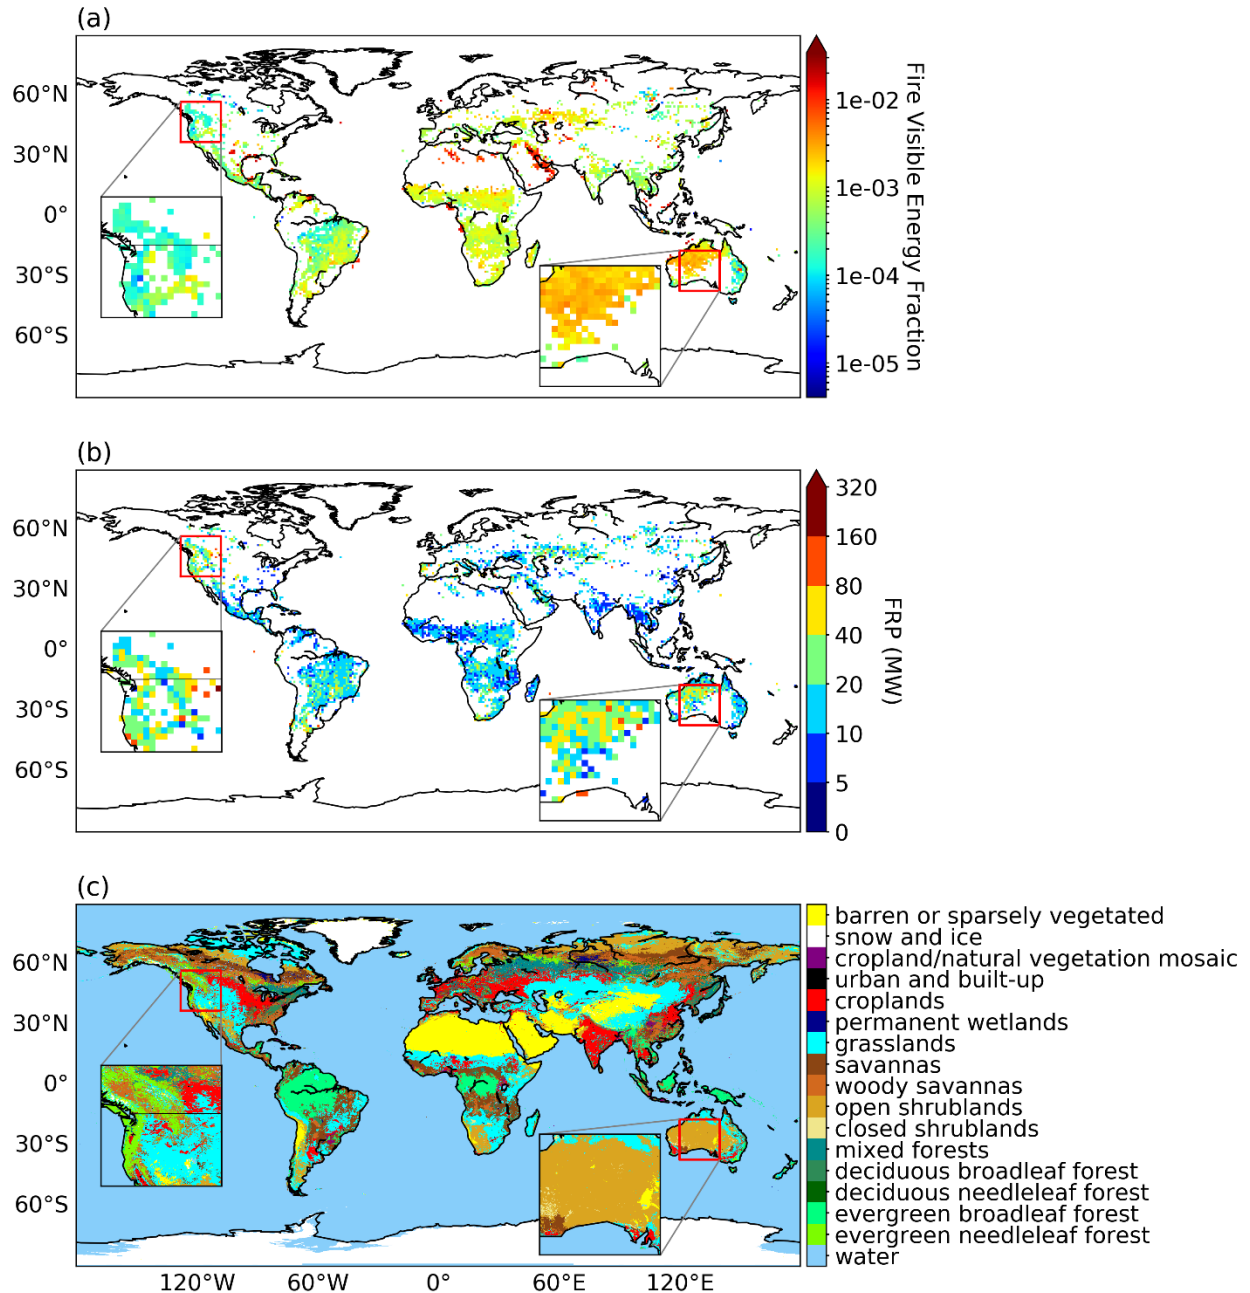 (a)
60°N
30°N
0°
30°S
60°S
1e-02
1e-03
1e-04
1e-05
Fire Visible Energy Fraction
(b)
60°N
30°N
0°
30°S
60°S
320
160
80
40
20
10
5
0
FRP (MW)
(c)
60°N
30°N
0°
30°S
60°S
120°W
60°W
0°
60°E
120°E
barren or sparsely vegetated
snow and ice
cropland/natural vegetation mosaic
urban and built-up
croplands
permanent wetlands
grasslands
savannas
woody savannas
open shrublands
closed shrublands
mixed forests
deciduous broadleaf forest
deciduous needleleaf forest
evergreen broadleaf forest
evergreen needleleaf forest
water